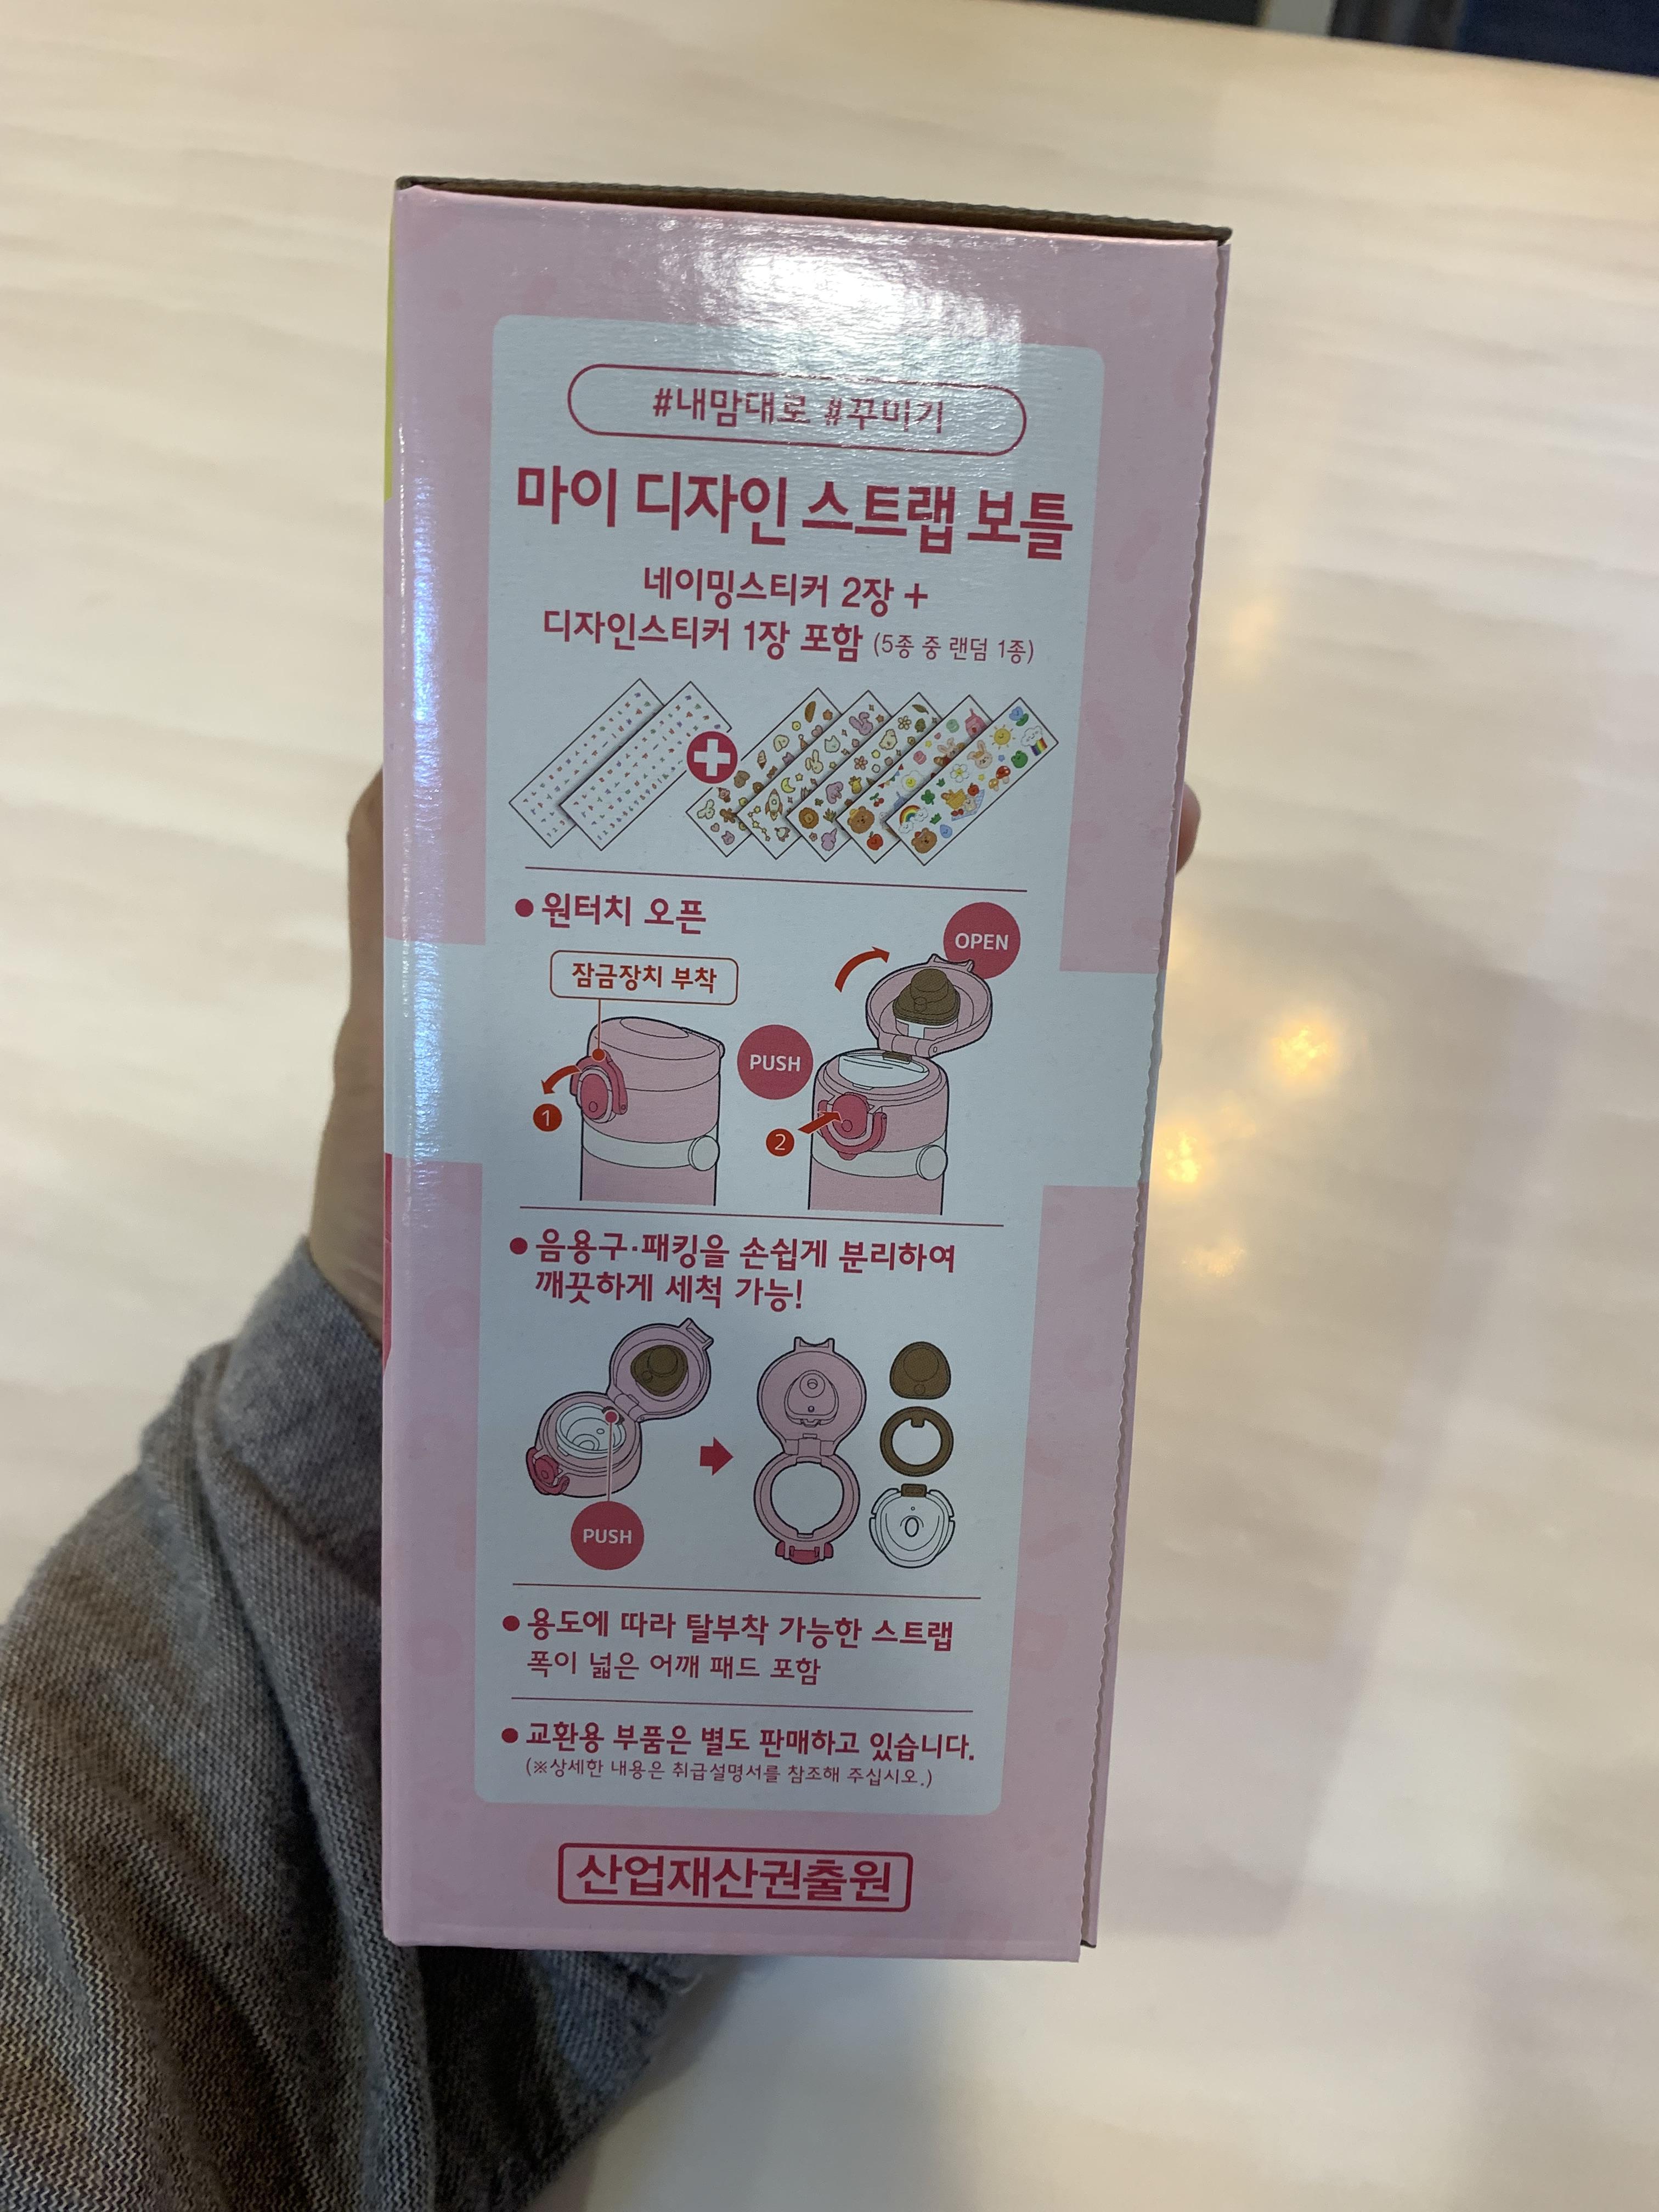 #내맘대로 #꾸미기
마이 디자인 스트랩 보틀
네이밍스티커 2장 +
디자인스티커 1장 포함 (5종 중 랜덤 1종)
● 원터치 오픈
OPEN
잠금장치 부착
PUSH
1
2
● 음용구·패킹을 손쉽게 분리하여
깨끗하게 세척 가능!
PUSH
● 용도에 따라 탈부착 가능한 스트랩
폭이 넓은 어깨 패드 포함
● 교환용 부품은 별도 판매하고 있습니다.
(※상세한 내용은 취급설명서를 참조해 주십시오.)
산업재산권출원